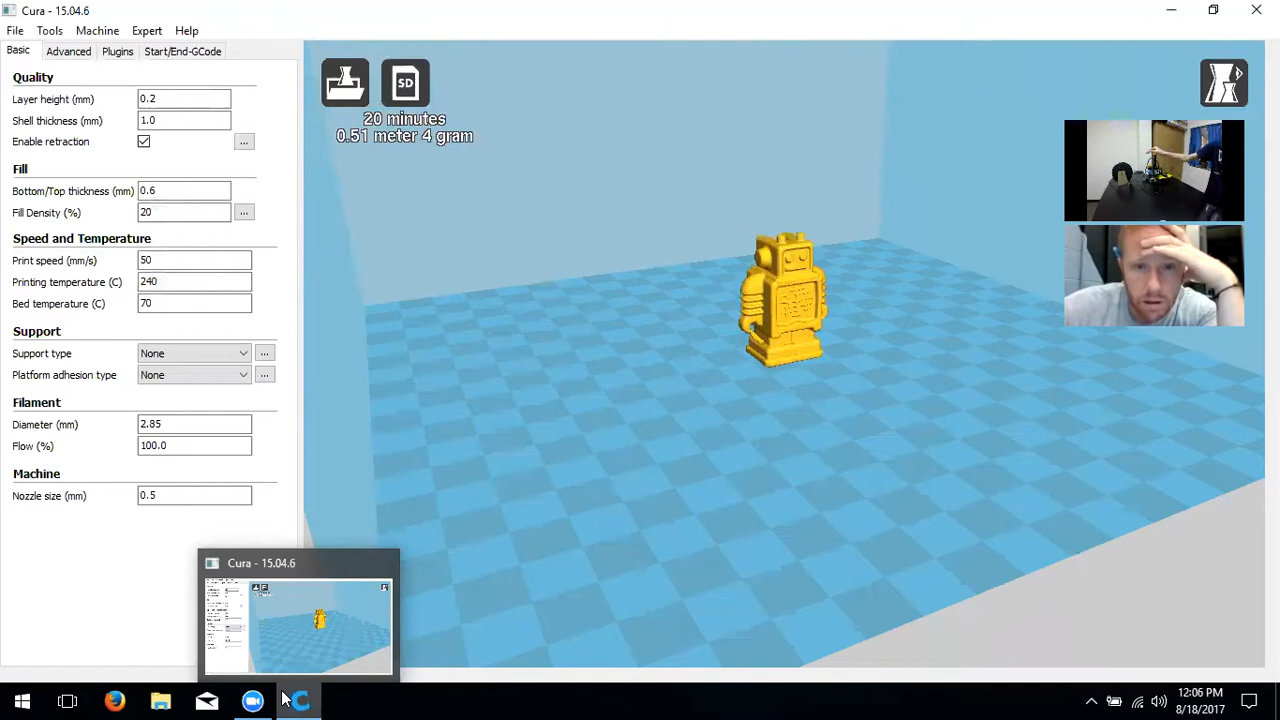 Cura - 15.04.6
File Tools Machine Expert Help
Basic Advanced Plugins Start/End-GCode
Quality
Layer height (mm) 0.2
Shell thickness (mm) 1.0
Enable retraction ...
Fill
Bottom/Top thickness (mm) 0.6
Fill Density (%) 20 ...
Speed and Temperature
Print speed (mm/s) 50
Printing temperature (C) 240
Bed temperature (C) 70
Support
Support type None ...
Platform adhesion type None ...
Filament
Diameter (mm) 2.85
Flow (%) 100.0
Machine
Nozzle size (mm) 0.5
SD
20 minutes
0.51 meter 4 gram
Cura - 15.04.6
C
12:06 PM
8/18/2017